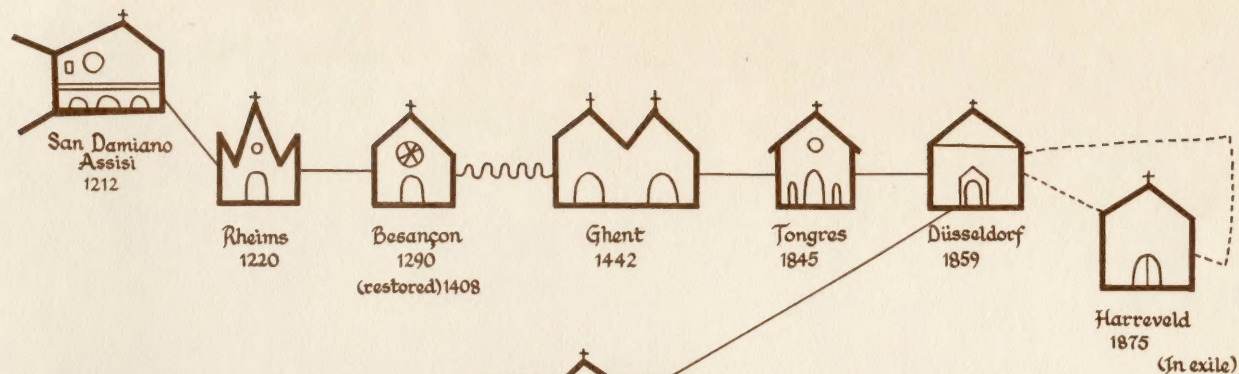 San Damiano
Assisi
1212
Rheims
1220
Besançon
1290
(restored) 1408
Ghent
1442
Tongres
1845
Düsseldorf
1859
Harreveld
1875
(In exile)